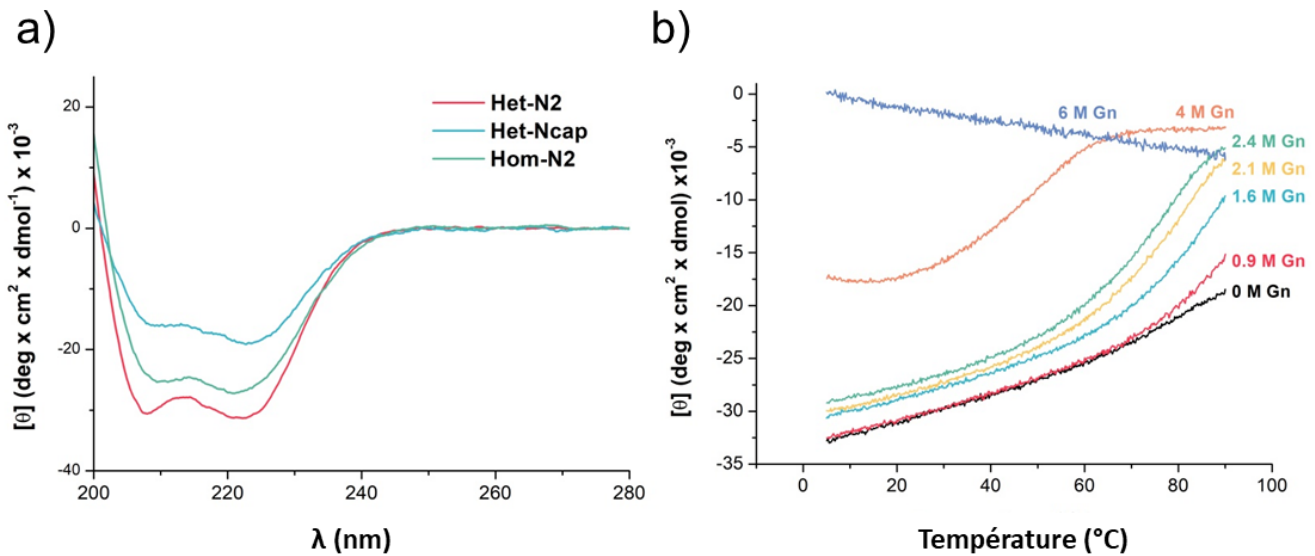 a)
[θ] (deg x cm² x dmol⁻¹) x 10⁻³
20
0
-20
-40
200
220
240
260
280
λ (nm)
Het-N2
Het-Ncap
Hom-N2
b)
[θ] (deg x cm² x dmol) x10⁻³
0
-5
-10
-15
-20
-25
-30
-35
0
20
40
60
80
100
Température (°C)
6 M Gn
4 M Gn
2.4 M Gn
2.1 M Gn
1.6 M Gn
0.9 M Gn
0 M Gn